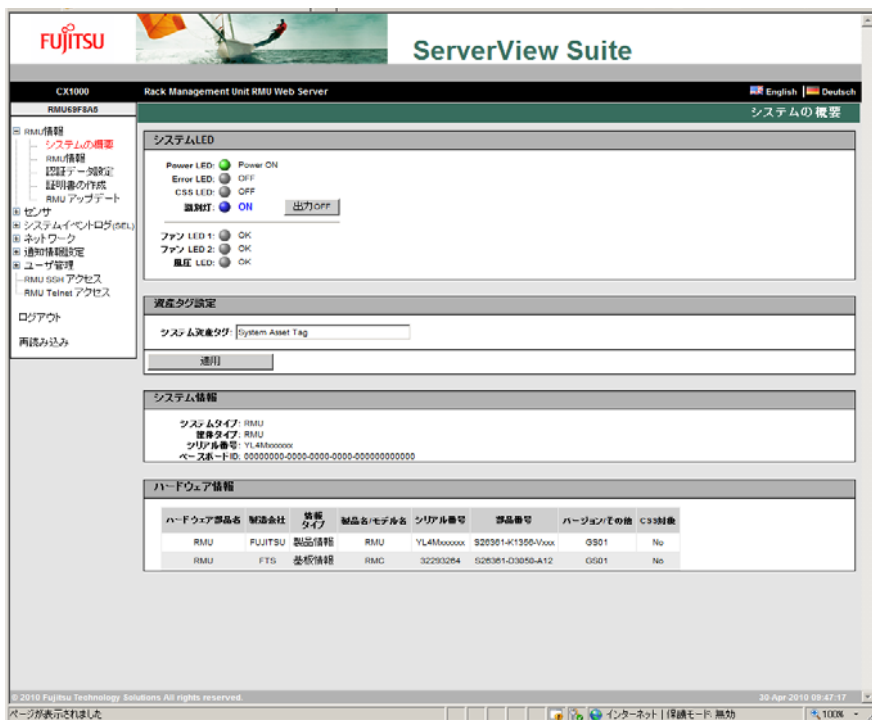 FUJITSU
ServerView Suite
CX1000
Rack Management Unit RMU Web Server
English
Deutsch
RMU69F8A6
システムの概要
RMU情報
システムの概要
RMU情報
認証データ設定
証明書の作成
RMU アップデート
センサ
システムイベントログ(SEL)
ネットワーク
通知情報設定
ユーザ管理
RMU SSH アクセス
RMU Telnet アクセス
ログアウト
再読み込み
システムLED
Power LED: Power ON
Error LED: OFF
CSS LED: OFF
識別灯: ON 出力OFF
ファン LED 1: OK
ファン LED 2: OK
風圧 LED: OK
資産タグ設定
システム資産タグ: System Asset Tag
適用
システム情報
システムタイプ: RMU
筐体タイプ: RMU
シリアル番号: YL4Mxxxxxx
ベースボードID: 00000000-0000-0000-0000-000000000000
ハードウェア情報
ハードウェア部品名 製造会社 情報タイプ 製品名/モデル名 シリアル番号 部品番号 バージョン/その他 CSS対象
RMU FUJITSU 製品情報 RMU YL4Mxxxxxx S26361-K1356-Vxxx GS01 No
RMU FTS 基板情報 RMC 32293264 S26361-D3050-A12 GS01 No
© 2010 Fujitsu Technology Solutions All rights reserved.
30 Apr 2010 09:47:17
ページが表示されました
インターネット | 保護モード: 無効
100%